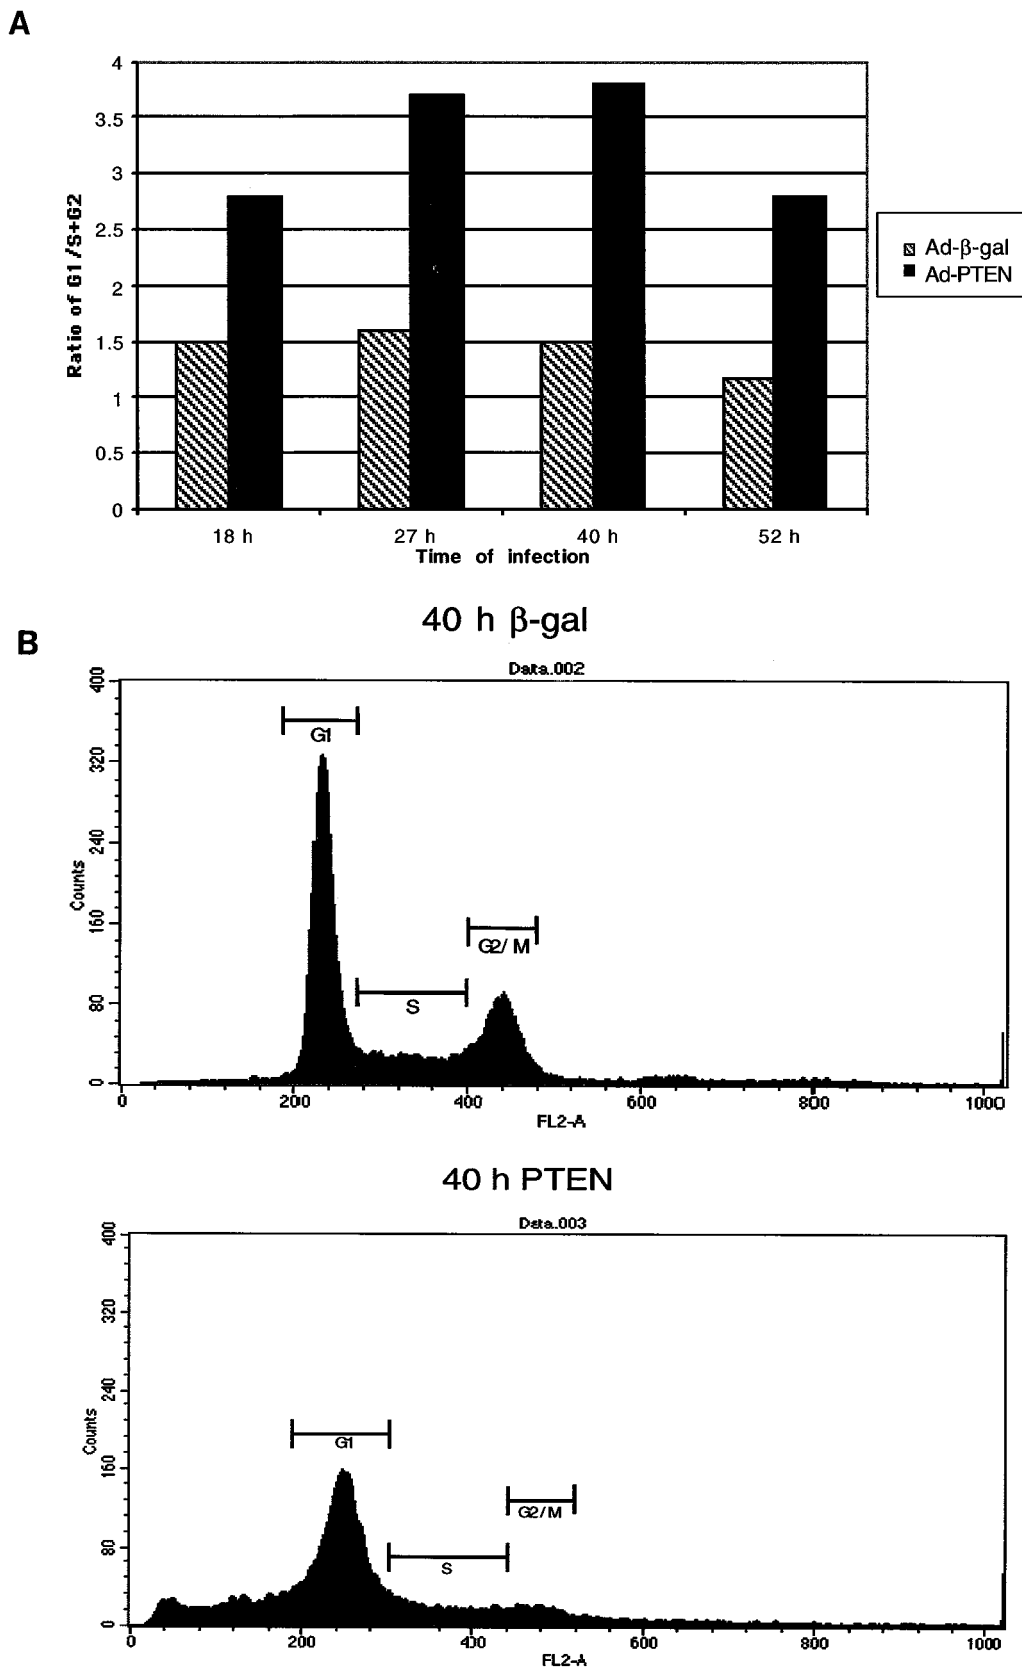 A
4
3.5
3
2.5
2
1.5
1
0.5
0
Ratio of G1/S+G2
18 h 27 h 40 h 52 h
Time of infection
Ad-β-gal
Ad-PTEN
B
40 h β-gal
Data.002
400
320
240
160
80
0
Counts
G1
S
G2/ M
0 200 400 600 800 1000
FL2-A
40 h PTEN
Data.003
400
320
240
160
80
0
Counts
G1
S
G2/M
0 200 400 600 800 1000
FL2-A